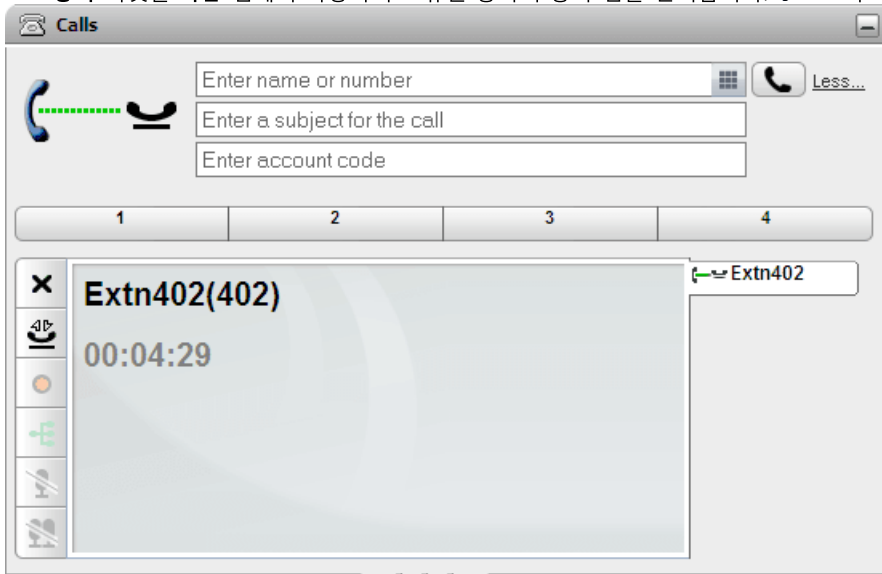 Calls
Enter name or number
Less...
Enter a subject for the call
Enter account code
1 2 3 4
Extn402(402)
Extn402
00:04:29